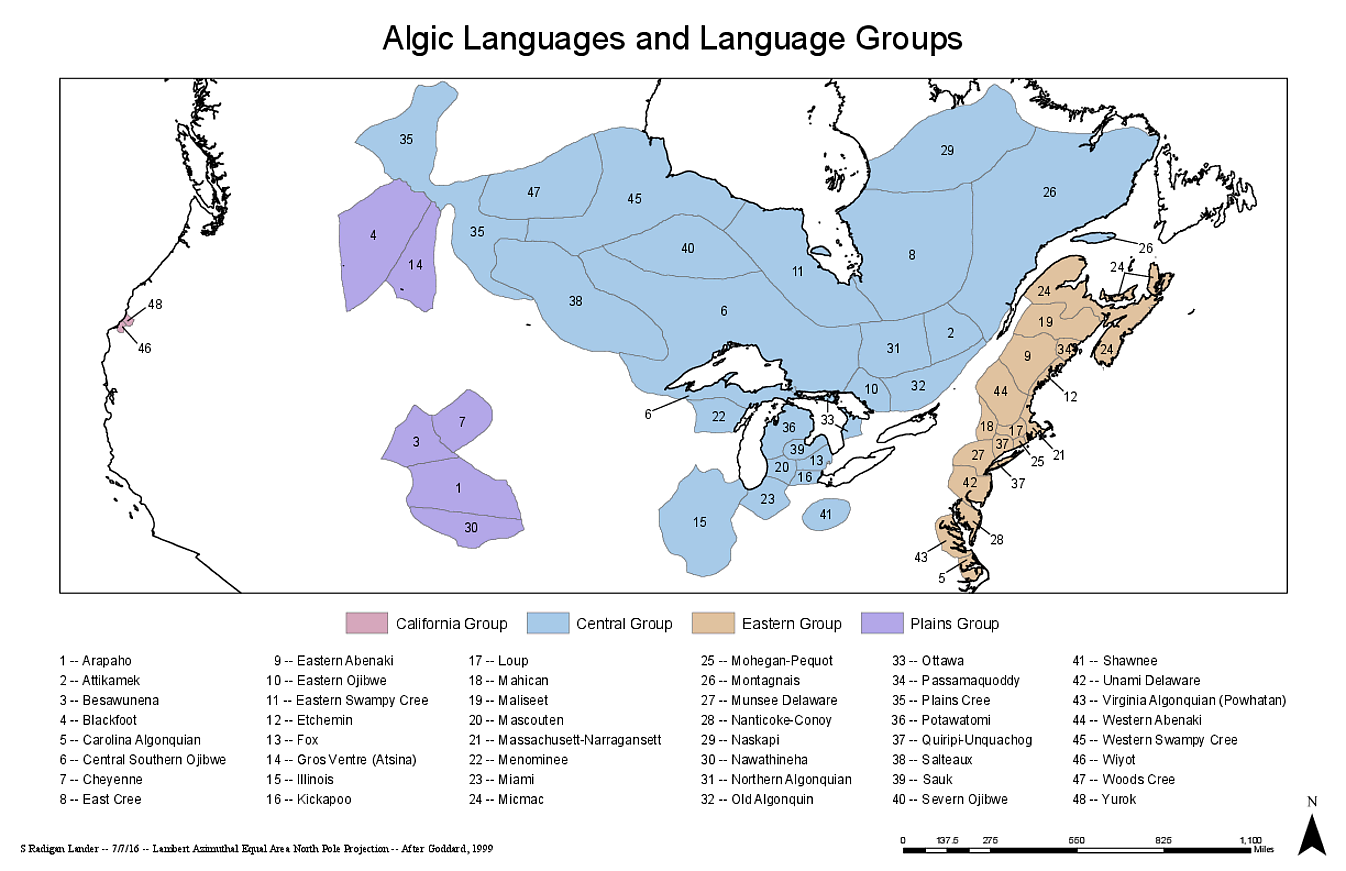 Algic Languages and Language Groups
35
29
47
45
26
4
35
14
40
11
8
26
24
38
6
24
48
46
31
2
19
9
34
24
10
32
44
12
6
22
33
36
7
3
39
13
20
16
18
17
37
27
25
21
1
23
42
37
30
15
41
28
43
5
California Group
Central Group
Eastern Group
Plains Group
1 -- Arapaho
2 -- Attikamek
3 -- Besawunena
4 -- Blackfoot
5 -- Carolina Algonquian
6 -- Central Southern Ojibwe
7 -- Cheyenne
8 -- East Cree
9 -- Eastern Abenaki
10 -- Eastern Ojibwe
11 -- Eastern Swampy Cree
12 -- Etchemin
13 -- Fox
14 -- Gros Ventre (Atsina)
15 -- Illinois
16 -- Kickapoo
17 -- Loup
18 -- Mahican
19 -- Maliseet
20 -- Mascouten
21 -- Massachusett-Narragansett
22 -- Menominee
23 -- Miami
24 -- Micmac
25 -- Mohegan-Pequot
26 -- Montagnais
27 -- Munsee Delaware
28 -- Nanticoke-Conoy
29 -- Naskapi
30 -- Nawathineha
31 -- Northern Algonquian
32 -- Old Algonquin
33 -- Ottawa
34 -- Passamaquoddy
35 -- Plains Cree
36 -- Potawatomi
37 -- Quiripi-Unquachog
38 -- Salteaux
39 -- Sauk
40 -- Severn Ojibwe
41 -- Shawnee
42 -- Unami Delaware
43 -- Virginia Algonquian (Powhatan)
44 -- Western Abenaki
45 -- Western Swampy Cree
46 -- Wiyot
47 -- Woods Cree
48 -- Yurok
N
S Radigan Lander -- 7/7/16 -- Lambert Azimuthal Equal Area North Pole Projection -- After Goddard, 1999
0 137.5 275 550 825 1,100
Miles